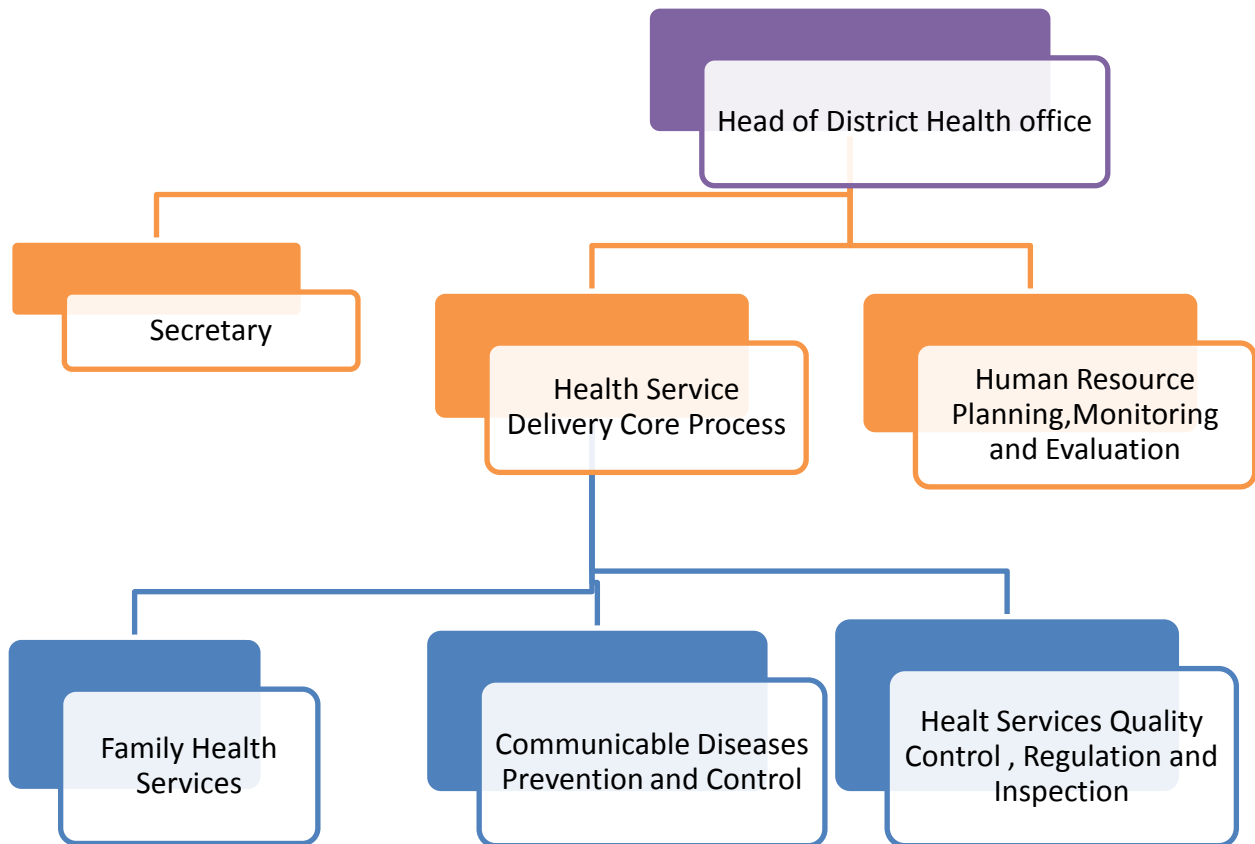 Head of District Health office
Secretary
Health Service
Delivery Core Process
Human Resource
Planning,Monitoring
and Evaluation
Family Health
Services
Communicable Diseases
Prevention and Control
Healt Services Quality
Control , Regulation and
Inspection